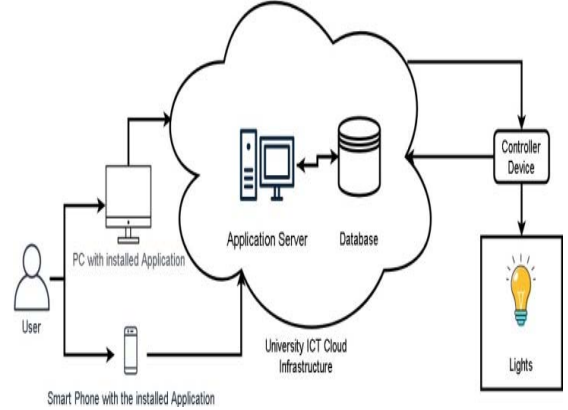 Controller
Device
Application Server
Database
PC with installed Application
User
University ICT Cloud
Infrastructure
Lights
Smart Phone with the installed Application